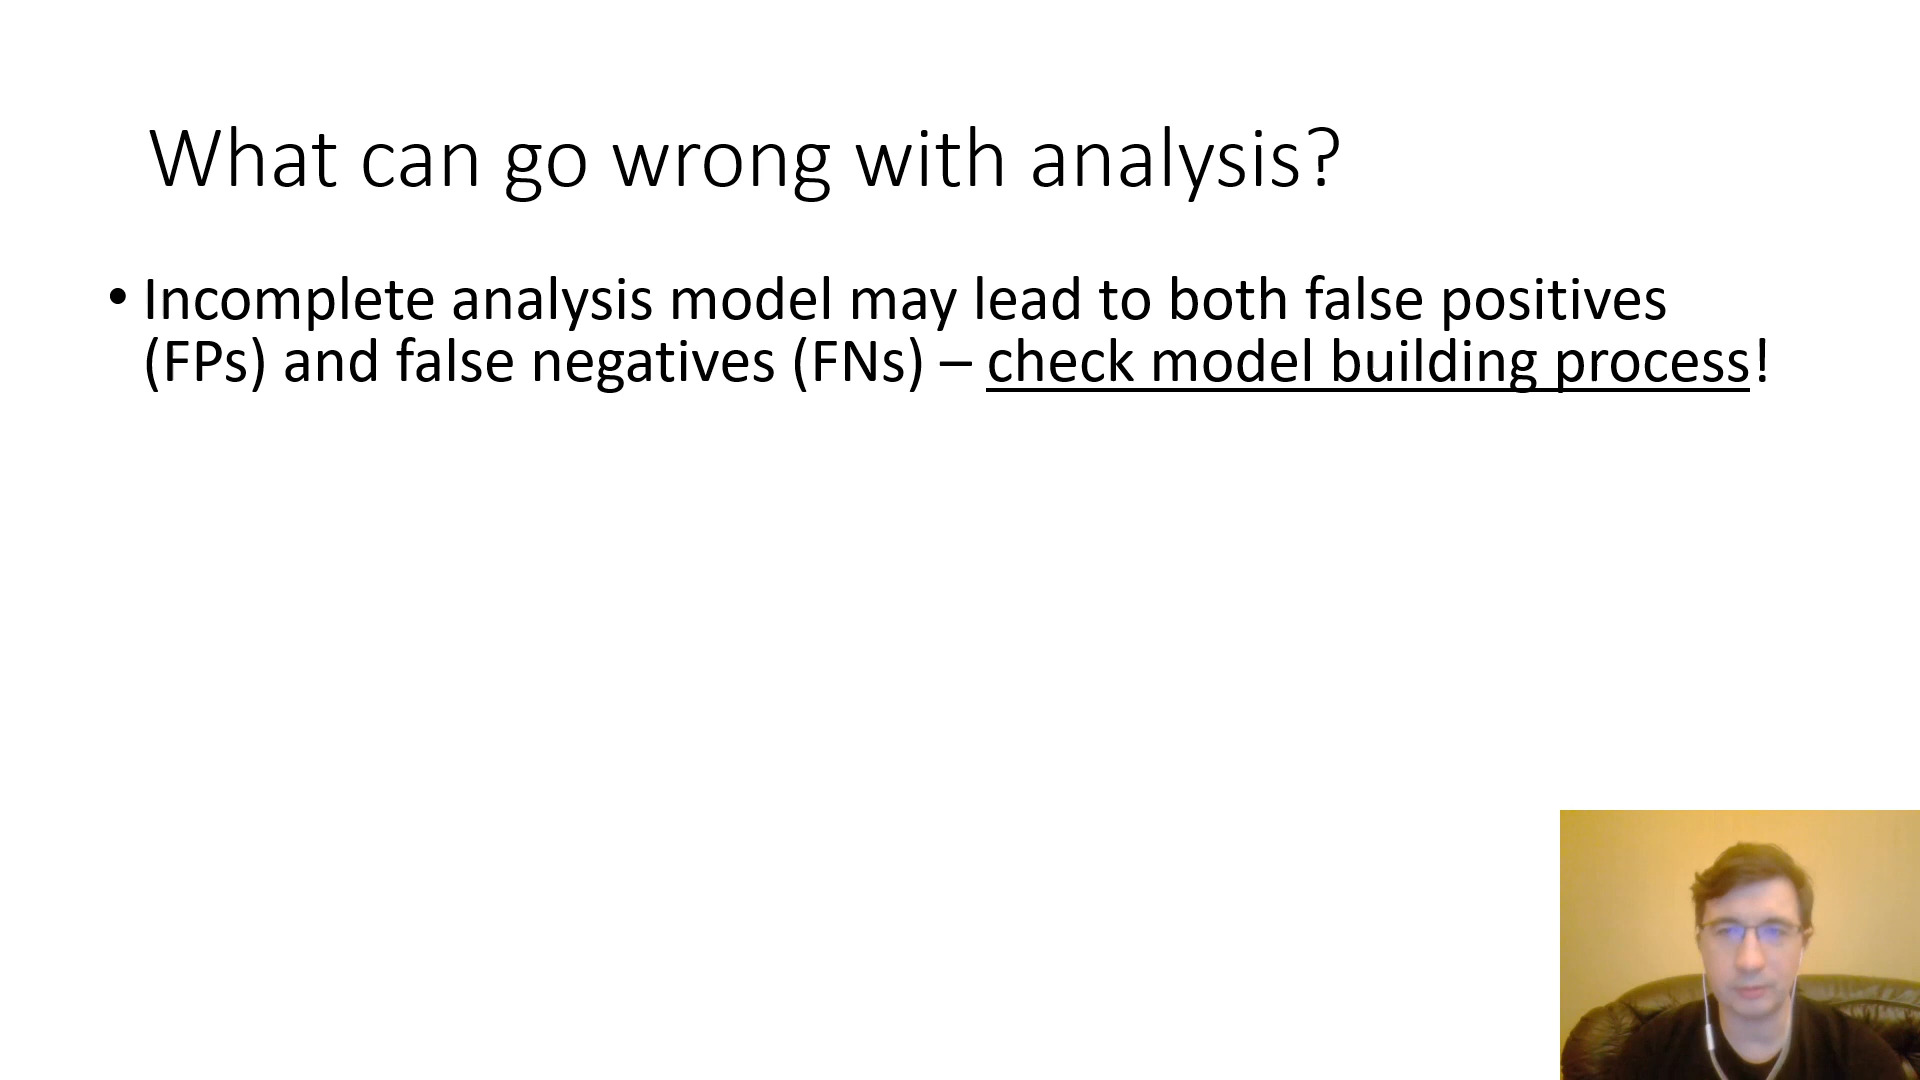 What can go wrong with analysis?
• Incomplete analysis model may lead to both false positives
(FPs) and false negatives (FNs) – check model building process!